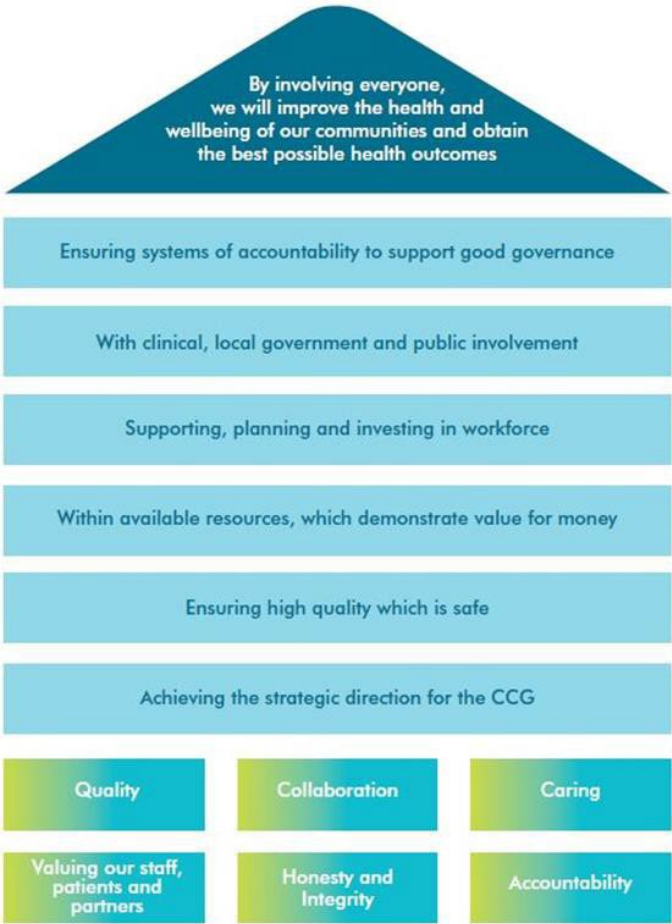 By involving everyone,
we will improve the health and
wellbeing of our communities and obtain
the best possible health outcomes
Ensuring systems of accountability to support good governance
With clinical, local government and public involvement
Supporting, planning and investing in workforce
Within available resources, which demonstrate value for money
Ensuring high quality which is safe
Achieving the strategic direction for the CCG
Quality
Collaboration
Caring
Valuing our staff,
patients and
partners
Honesty and
Integrity
Accountability